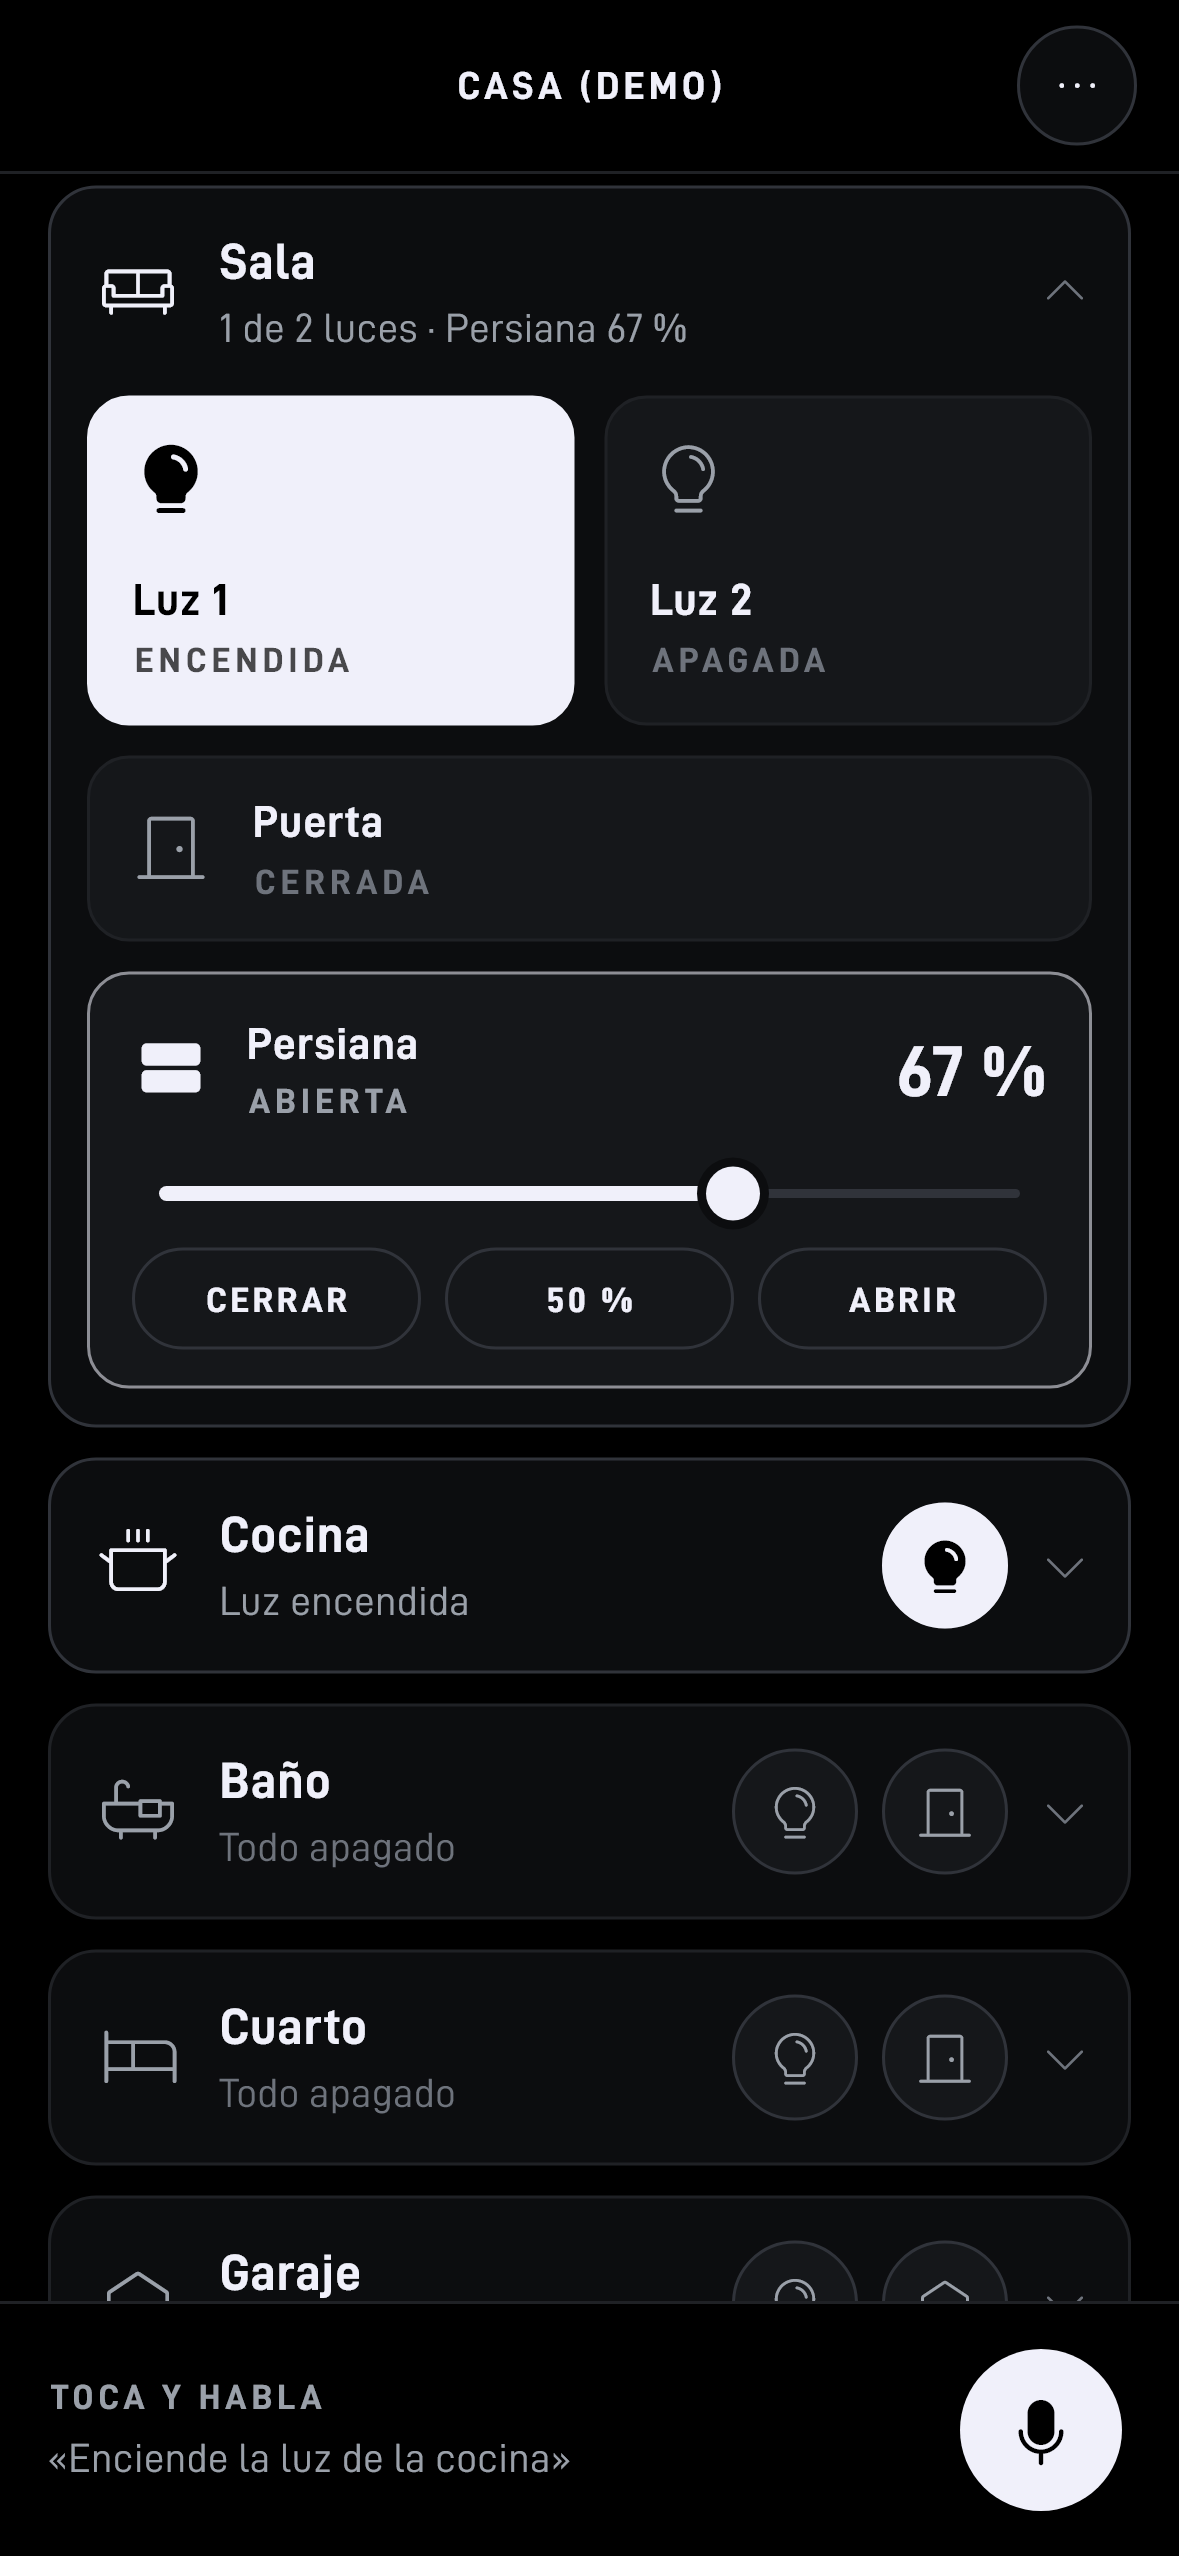 CASA (DEMO)
Sala
1 de 2 luces · Persiana 67 %
Luz 1
ENCENDIDA
Luz 2
APAGADA
Puerta
CERRADA
Persiana
ABIERTA
67 %
CERRAR
50 %
ABRIR
Cocina
Luz encendida
Baño
Todo apagado
Cuarto
Todo apagado
Garaje
TOCA Y HABLA
«Enciende la luz de la cocina»